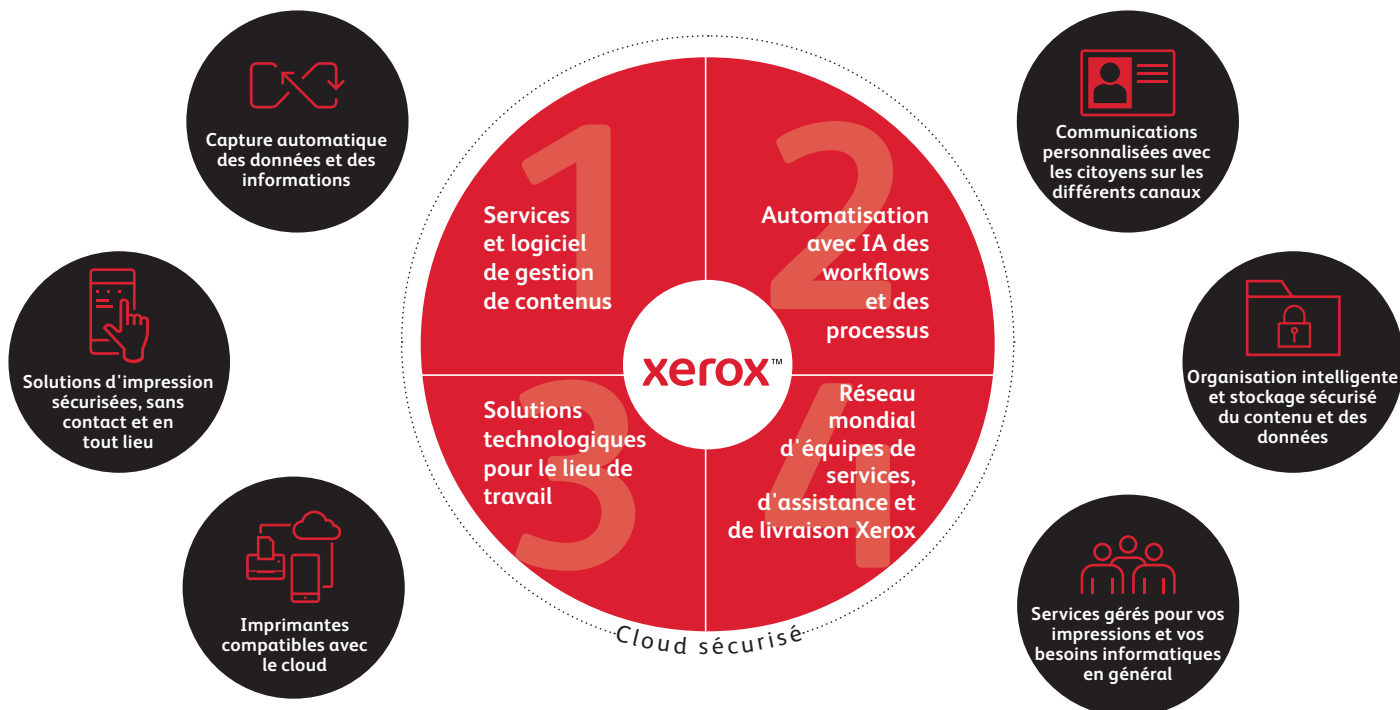 Capture automatique
des données et des
informations
Solutions d'impression
sécurisées, sans
contact et en
tout lieu
Imprimantes
compatibles avec
le cloud
1
Services
et logiciel
de gestion
de contenus
2
Automatisation
avec IA des
workflows
et des
processus
xerox™
3
Solutions
technologiques
pour le lieu de
travail
4
Réseau
mondial
d'équipes de
services,
d'assistance et
de livraison Xerox
Cloud sécurisé
Communications
personnalisées avec
les citoyens sur les
différents canaux
Organisation intelligente
et stockage sécurisé
du contenu et des
données
Services gérés pour vos
impressions et vos
besoins informatiques
en général